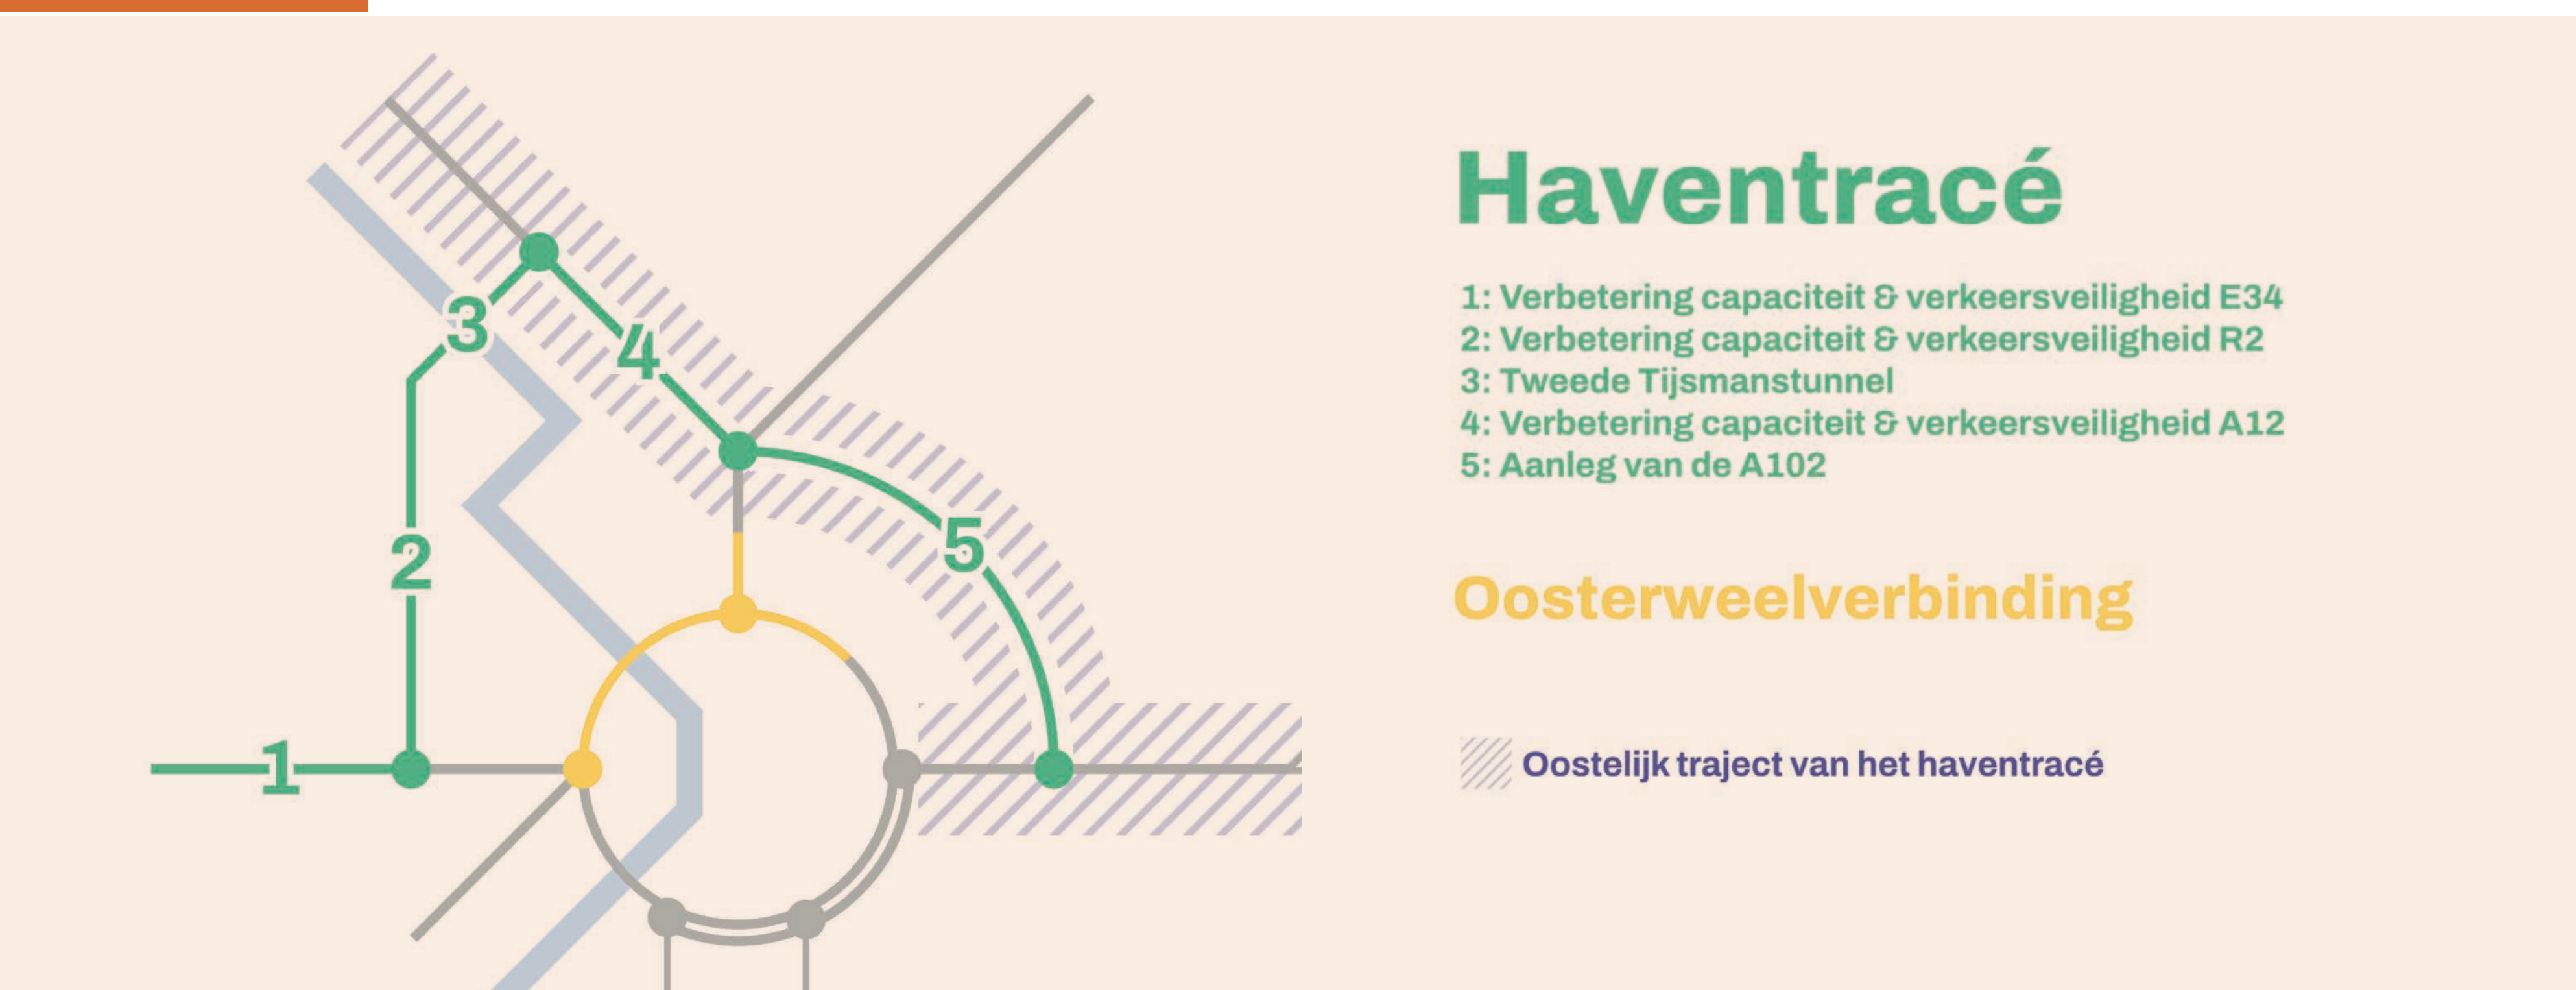 Haventracé
1: Verbetering capaciteit & verkeersveiligheid E34
2: Verbetering capaciteit & verkeersveiligheid R2
3: Tweede Tijsmanstunnel
4: Verbetering capaciteit & verkeersveiligheid A12
5: Aanleg van de A102
Oosterweelverbinding
Oostelijk traject van het haventracé
3
4
5
2
1